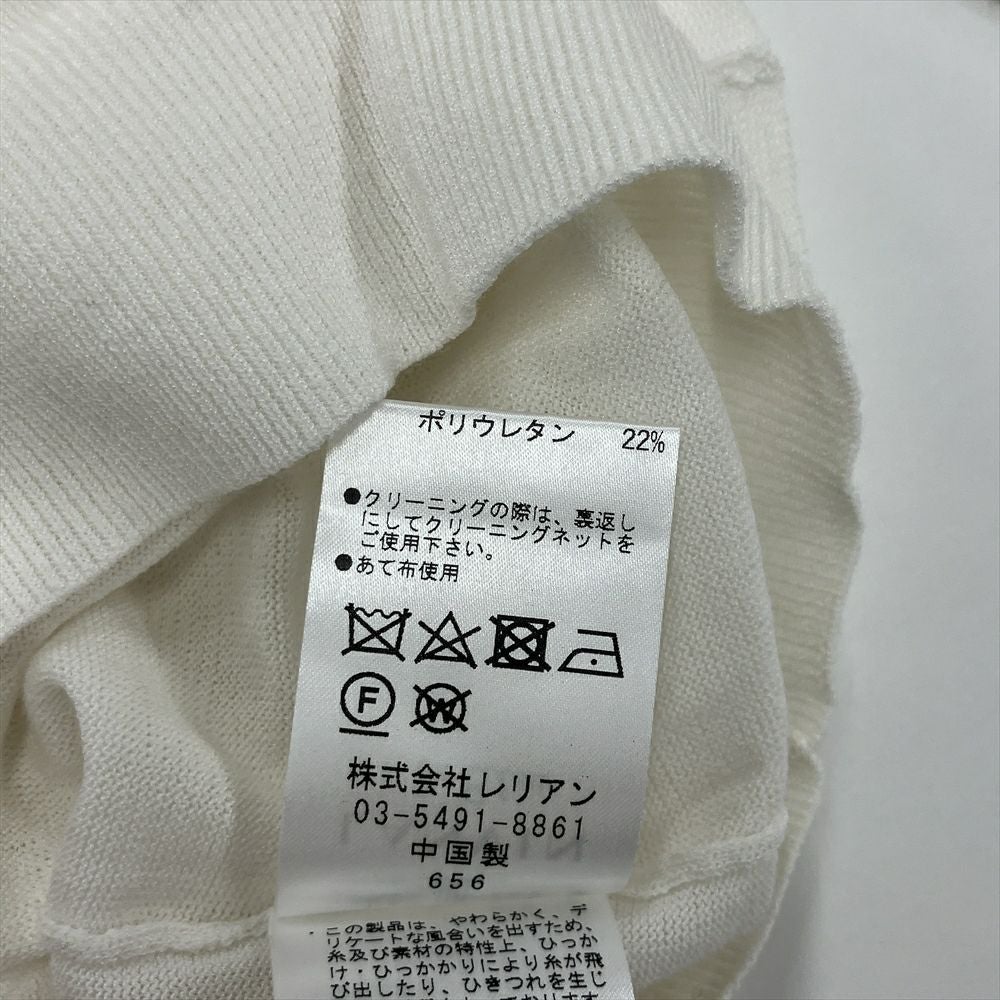 ポリウレタン 22%
●クリーニングの際は、裏返し
にしてクリーニングネットを
ご使用下さい。
●あて布使用
F W
株式会社レリアン
03-5491-8861
中国製
656
・この製品は、やわらかく、デ
リケートな風合いを出すため、
糸及び素材の特性上、ひっか
け・ひっかかりにより糸が飛
び出したり、ひきつれを生じ